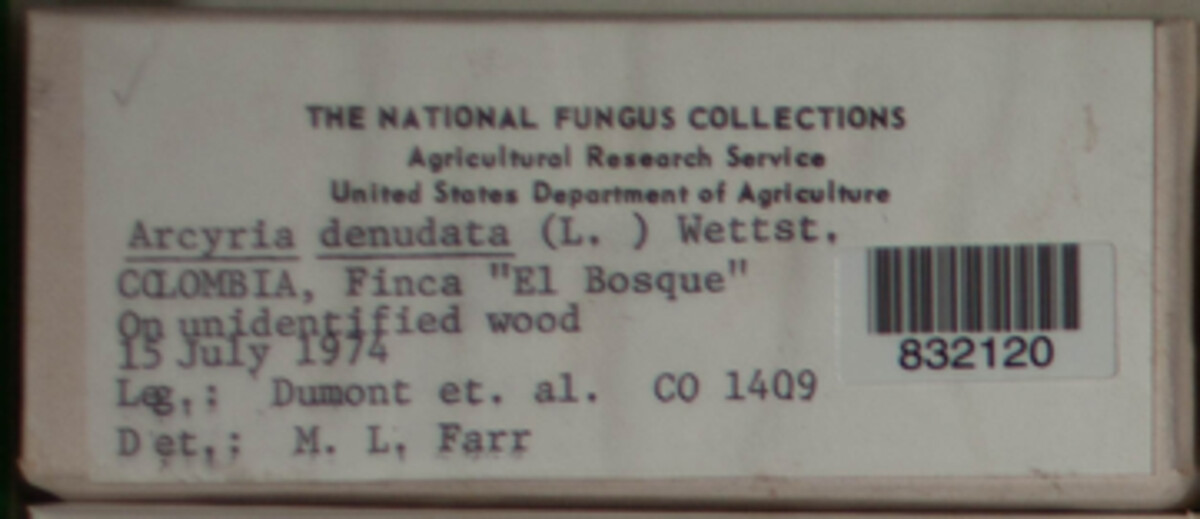 THE NATIONAL FUNGUS COLLECTIONS
Agricultural Research Service
United States Department of Agriculture
Arcyria denudata (L. ) Wettst.
COLOMBIA, Finca "El Bosque"
On unidentified wood
15 July 1974
Leg,; Dumont et. al. CO 1409
Det,; M. L, Farr
832120